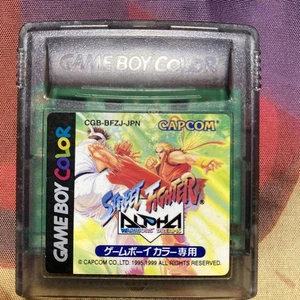 GAME BOY COLOR
CGB-BFZJ-JPN
CAPCOM
GAME BOY COLOR
STREET FIGHTER
ALPHA
ゲームボーイ カラー専用
© CAPCOM CO., LTD. 1995,1999 ALL RIGHTS RESERVED.